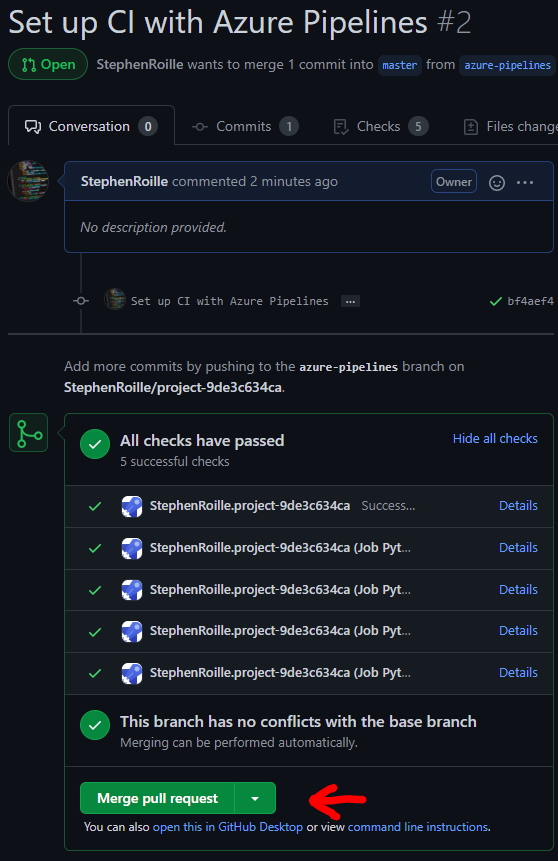 Set up CI with Azure Pipelines #2
Open StephenRoille wants to merge 1 commit into master from azure-pipelines
Conversation 0 Commits 1 Checks 5 Files change
StephenRoille commented 2 minutes ago Owner ...
No description provided.
Set up CI with Azure Pipelines ... bf4aef4
Add more commits by pushing to the azure-pipelines branch on
StephenRoille/project-9de3c634ca.
All checks have passed Hide all checks
5 successful checks
StephenRoille.project-9de3c634ca Success... Details
StephenRoille.project-9de3c634ca (Job Pyt... Details
StephenRoille.project-9de3c634ca (Job Pyt... Details
StephenRoille.project-9de3c634ca (Job Pyt... Details
StephenRoille.project-9de3c634ca (Job Pyt... Details
This branch has no conflicts with the base branch
Merging can be performed automatically.
Merge pull request
You can also open this in GitHub Desktop or view command line instructions.